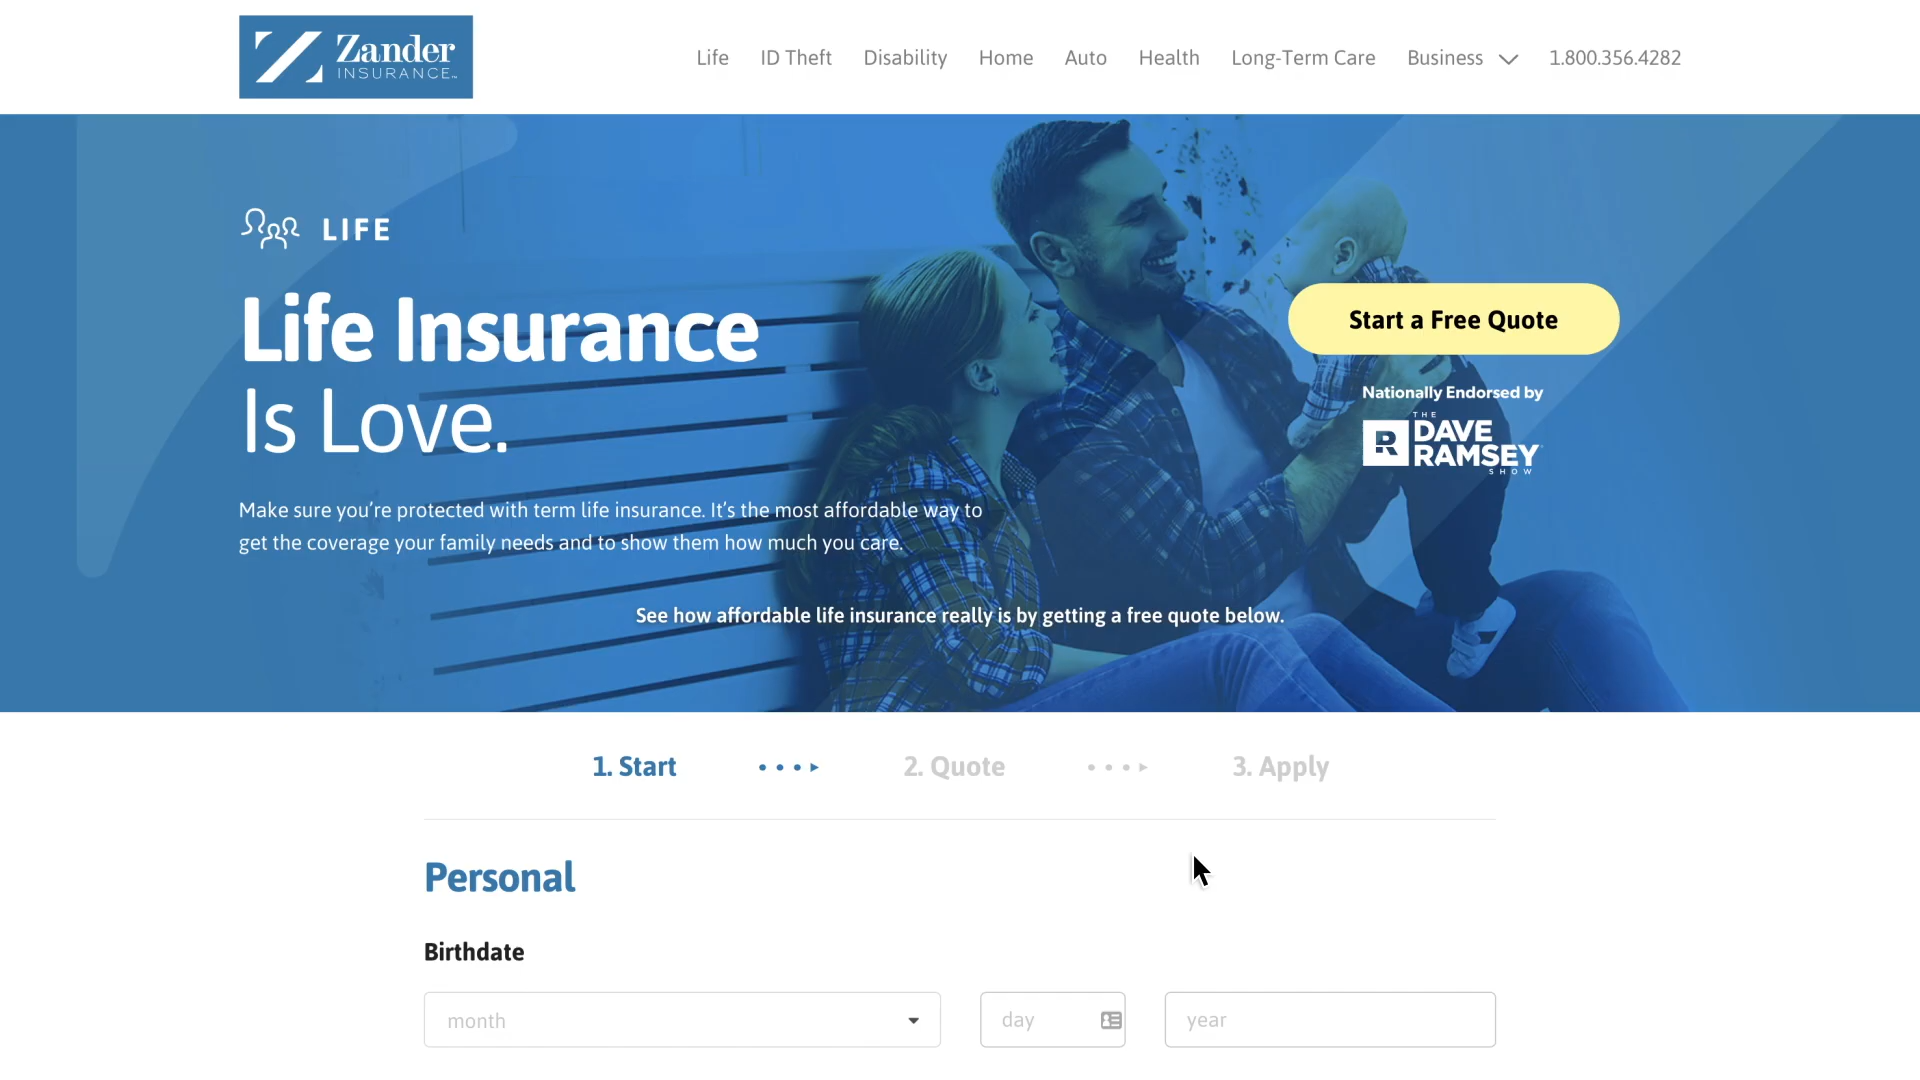 Zander
INSURANCE
Life
ID Theft
Disability
Home
Auto
Health
Long-Term Care
Business
1.800.356.4282
LIFE
Life Insurance
Is Love.
Make sure you’re protected with term life insurance. It’s the most affordable way to
get the coverage your family needs and to show them how much you care.
Start a Free Quote
Nationally Endorsed by
THE
DAVE
RAMSEY
SHOW
See how affordable life insurance really is by getting a free quote below.
1. Start
2. Quote
3. Apply
Personal
Birthdate
month
day
year